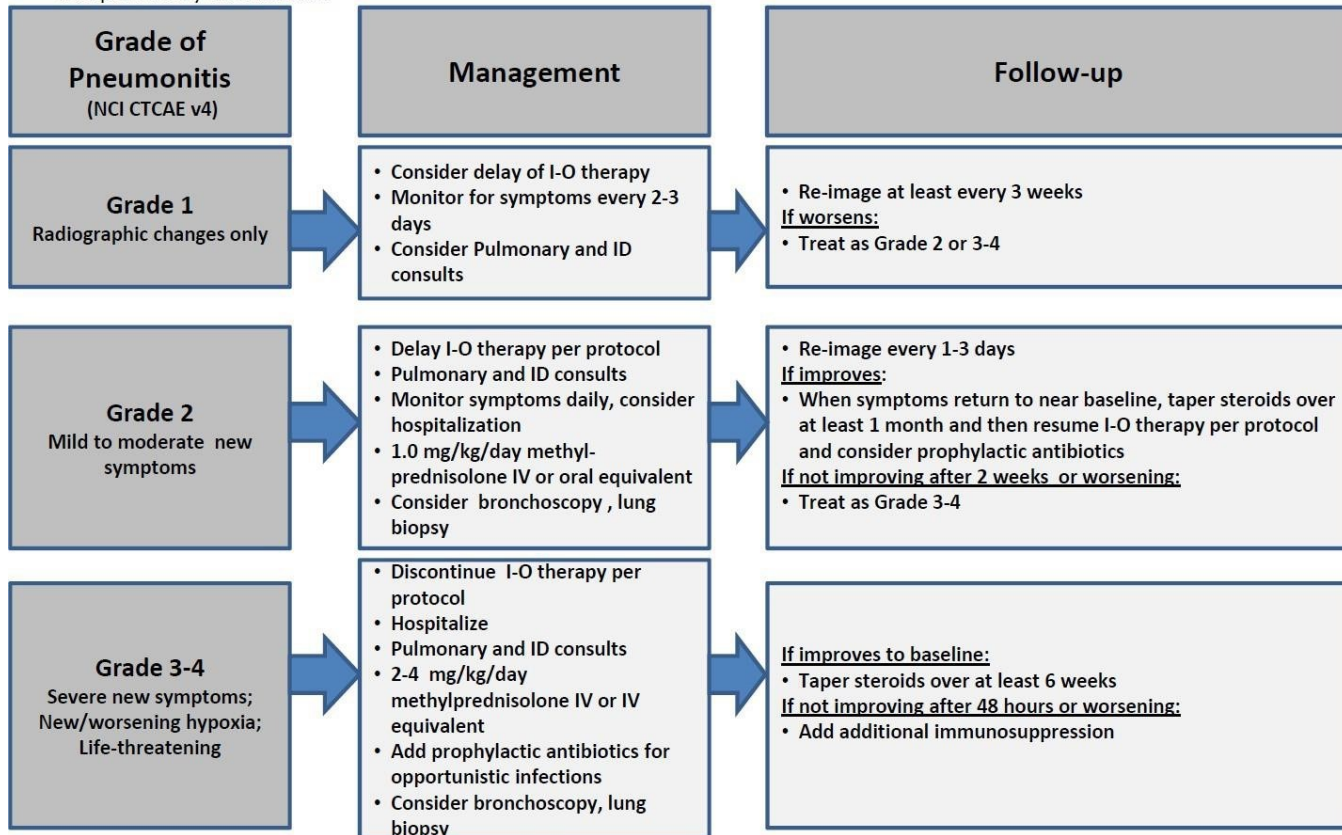 Grade of
Pneumonitis
(NCI CTCAE v4)
Management
Follow-up
Grade 1
Radiographic changes only
• Consider delay of I-O therapy
• Monitor for symptoms every 2-3
days
• Consider Pulmonary and ID
consults
• Re-image at least every 3 weeks
If worsens:
• Treat as Grade 2 or 3-4
Grade 2
Mild to moderate new
symptoms
• Delay I-O therapy per protocol
• Pulmonary and ID consults
• Monitor symptoms daily, consider
hospitalization
• 1.0 mg/kg/day methyl-
prednisolone IV or oral equivalent
• Consider bronchoscopy , lung
biopsy
• Re-image every 1-3 days
If improves:
• When symptoms return to near baseline, taper steroids over
at least 1 month and then resume I-O therapy per protocol
and consider prophylactic antibiotics
If not improving after 2 weeks or worsening:
• Treat as Grade 3-4
Grade 3-4
Severe new symptoms;
New/worsening hypoxia;
Life-threatening
• Discontinue I-O therapy per
protocol
• Hospitalize
• Pulmonary and ID consults
• 2-4 mg/kg/day
methylprednisolone IV or IV
equivalent
• Add prophylactic antibiotics for
opportunistic infections
• Consider bronchoscopy, lung
biopsy
If improves to baseline:
• Taper steroids over at least 6 weeks
If not improving after 48 hours or worsening:
• Add additional immunosuppression